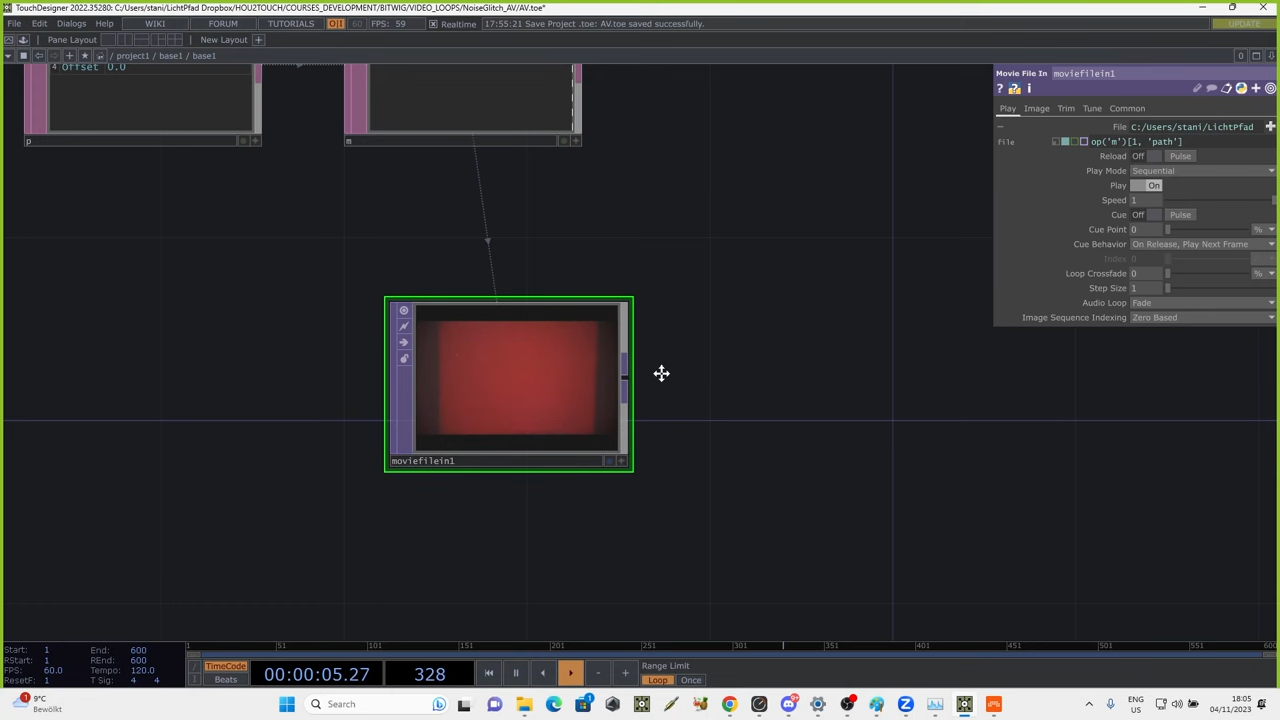 TouchDesigner 2022.35280: C:/Users/stani/LichtPfad Dropbox/HOU2TOUCH/COURSES_DEVELOPMENT/BITWIG/VIDEO_LOOPS/NoiseGlitch_AV/AV.toe*
File Edit Dialogs Help WIKI FORUM TUTORIALS O|I 60 FPS: 59 Realtime 17:55:21 Save Project .toe: AV.toe saved successfully. UPDATE
Pane Layout New Layout
/ project1 / base1 / base1 0
4 Offset 0.0
p m
Movie File In moviefilein1
Play Image Trim Tune Common
File C:/Users/stani/LichtPfad
file op('m')[1, 'path']
Reload Off Pulse
Play Mode Sequential
Play On
Speed 1
Cue Off Pulse
Cue Point 0 %
Cue Behavior On Release, Play Next Frame
Index 0
Loop Crossfade 0 %
Step Size 1
Audio Loop Fade
Image Sequence Indexing Zero Based
moviefilein1
Start: 1 End: 600
RStart: 1 REnd: 600
FPS: 60.0 Tempo: 120.0
ResetF: 1 T Sig: 4 4
1 51 101 151 201 251 301 351 401 451 501 551 600
TimeCode
Beats
00:00:05.27 328
Range Limit
Loop Once
9°C
Bewölkt
Search
ENG
US
18:05
04/11/2023